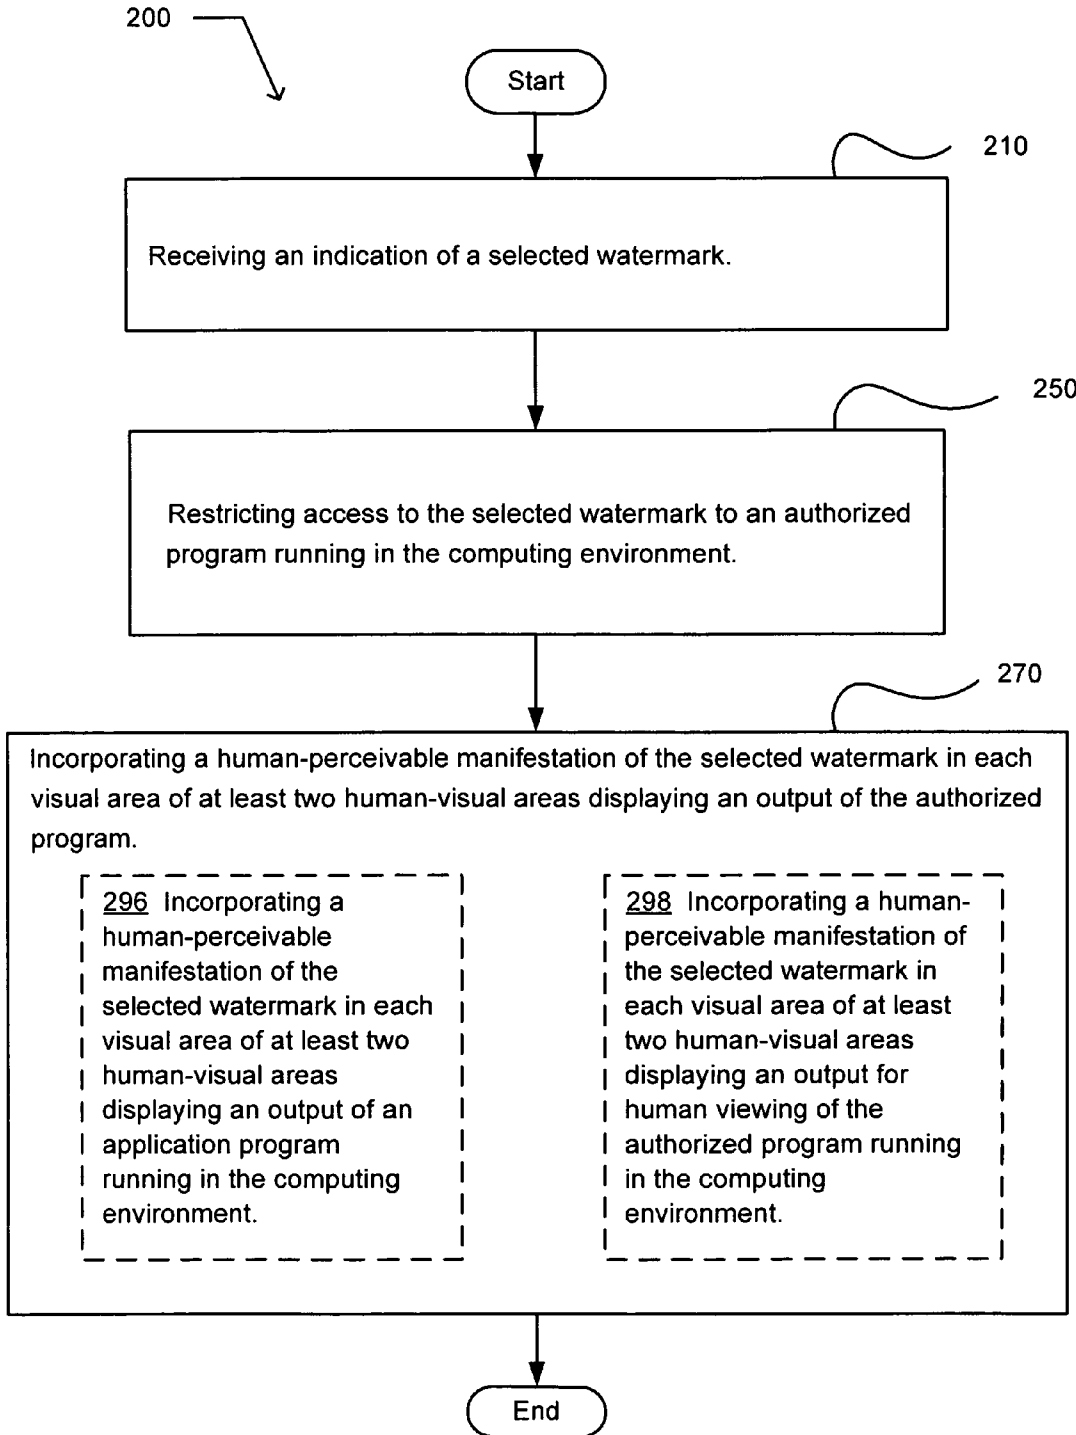 200
Start
210
Receiving an indication of a selected watermark.
250
Restricting access to the selected watermark to an authorized
program running in the computing environment.
270
Incorporating a human-perceivable manifestation of the selected watermark in each
visual area of at least two human-visual areas displaying an output of the authorized
program.
296 Incorporating a
human-perceivable
manifestation of the
selected watermark in each
visual area of at least two
human-visual areas
displaying an output of an
application program
running in the computing
environment.
298 Incorporating a human-
perceivable manifestation of
the selected watermark in
each visual area of at least
two human-visual areas
displaying an output for
human viewing of the
authorized program running
in the computing
environment.
End